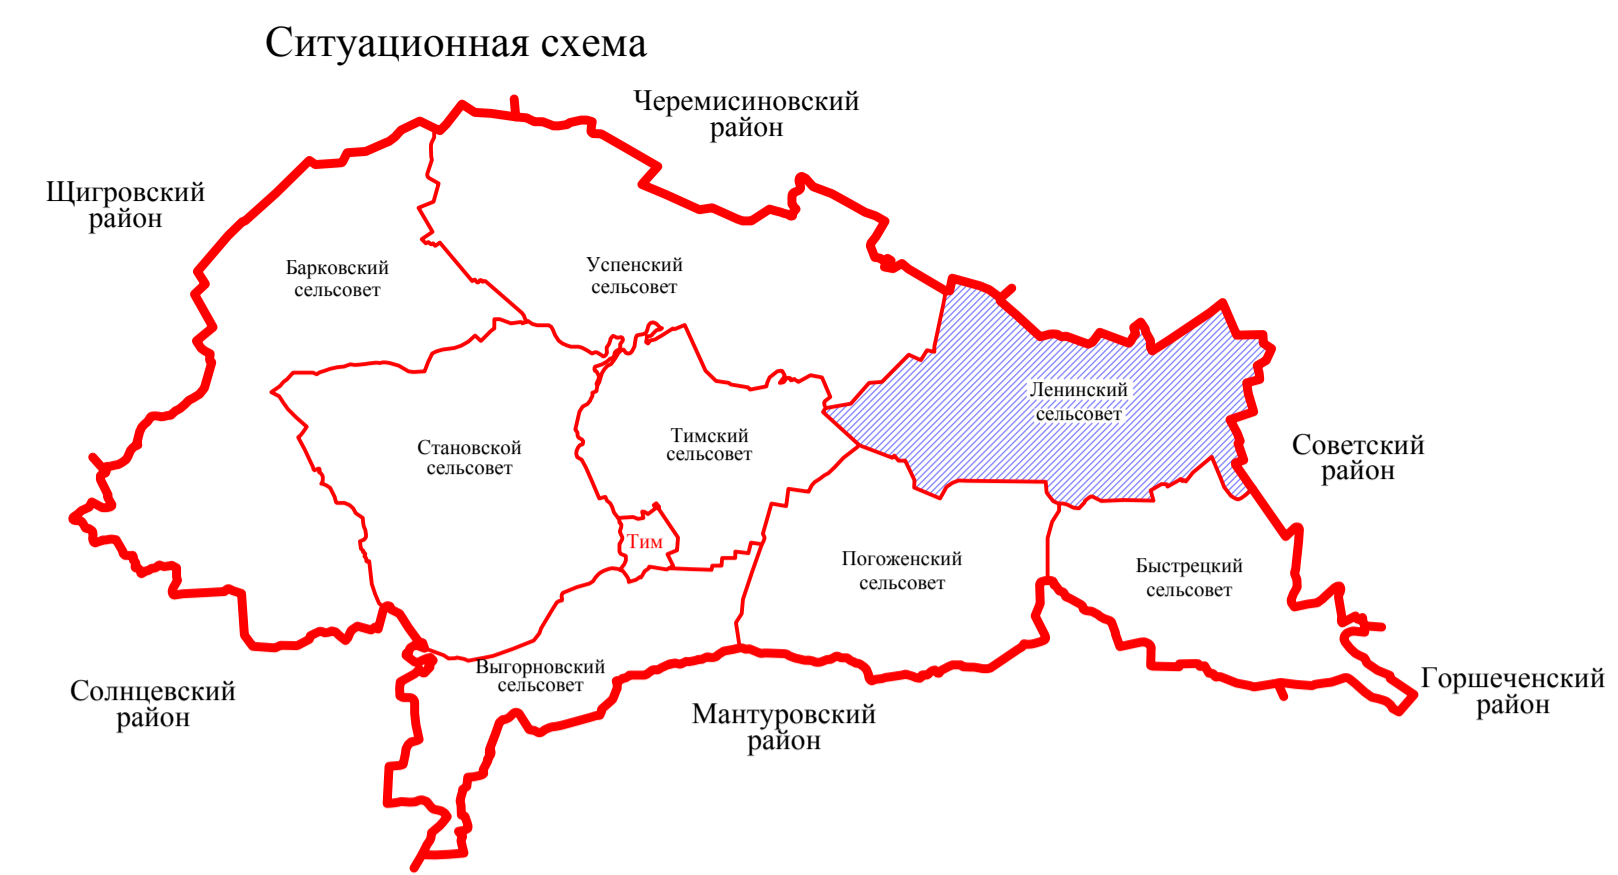 Ситуационная схема
Черемисиновский
район
Щигровский
район
Барковский
сельсовет
Успенский
сельсовет
Ленинский
сельсовет
Становской
сельсовет
Тимский
сельсовет
Советский
район
Тим
Погоженский
сельсовет
Быстрецкий
сельсовет
Выгорновский
сельсовет
Солнцевский
район
Мантуровский
район
Горшеченский
район